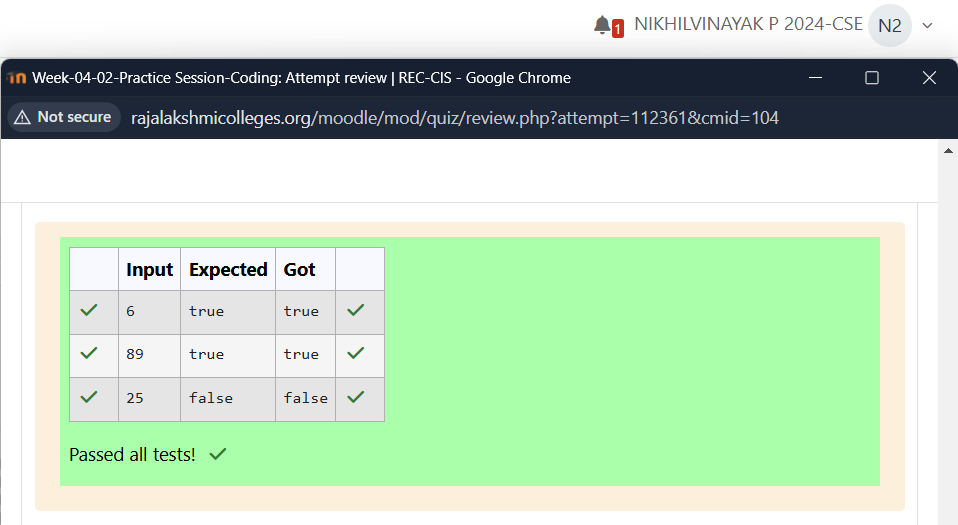 1 NIKHILVINAYAK P 2024-CSE N2
Week-04-02-Practice Session-Coding: Attempt review | REC-CIS - Google Chrome
Not secure rajalakshmicolleges.org/moodle/mod/quiz/review.php?attempt=112361&cmid=104
Input Expected Got
6 true true
89 true true
25 false false
Passed all tests!